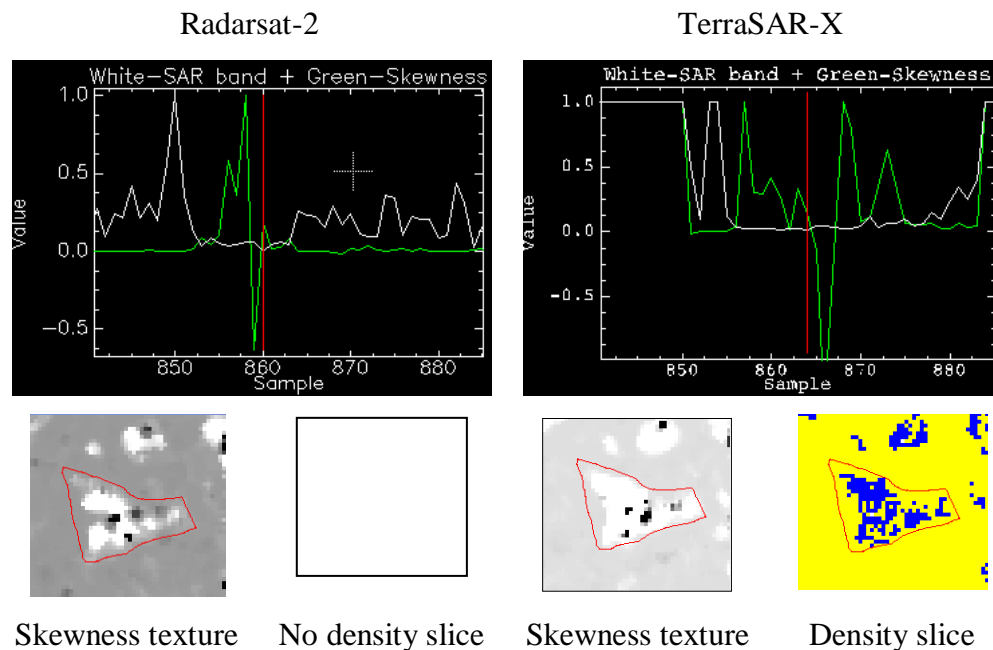 Radarsat-2 TerraSAR-X
White-SAR band + Green-Skewness
1.0
0.5
0.0
−0.5
Value
850 860 870 880
Sample
White-SAR band + Green-Skewness
1.0
0.5
0.0
-0.5
Value
850 860 870 880
Sample
Skewness texture No density slice Skewness texture Density slice